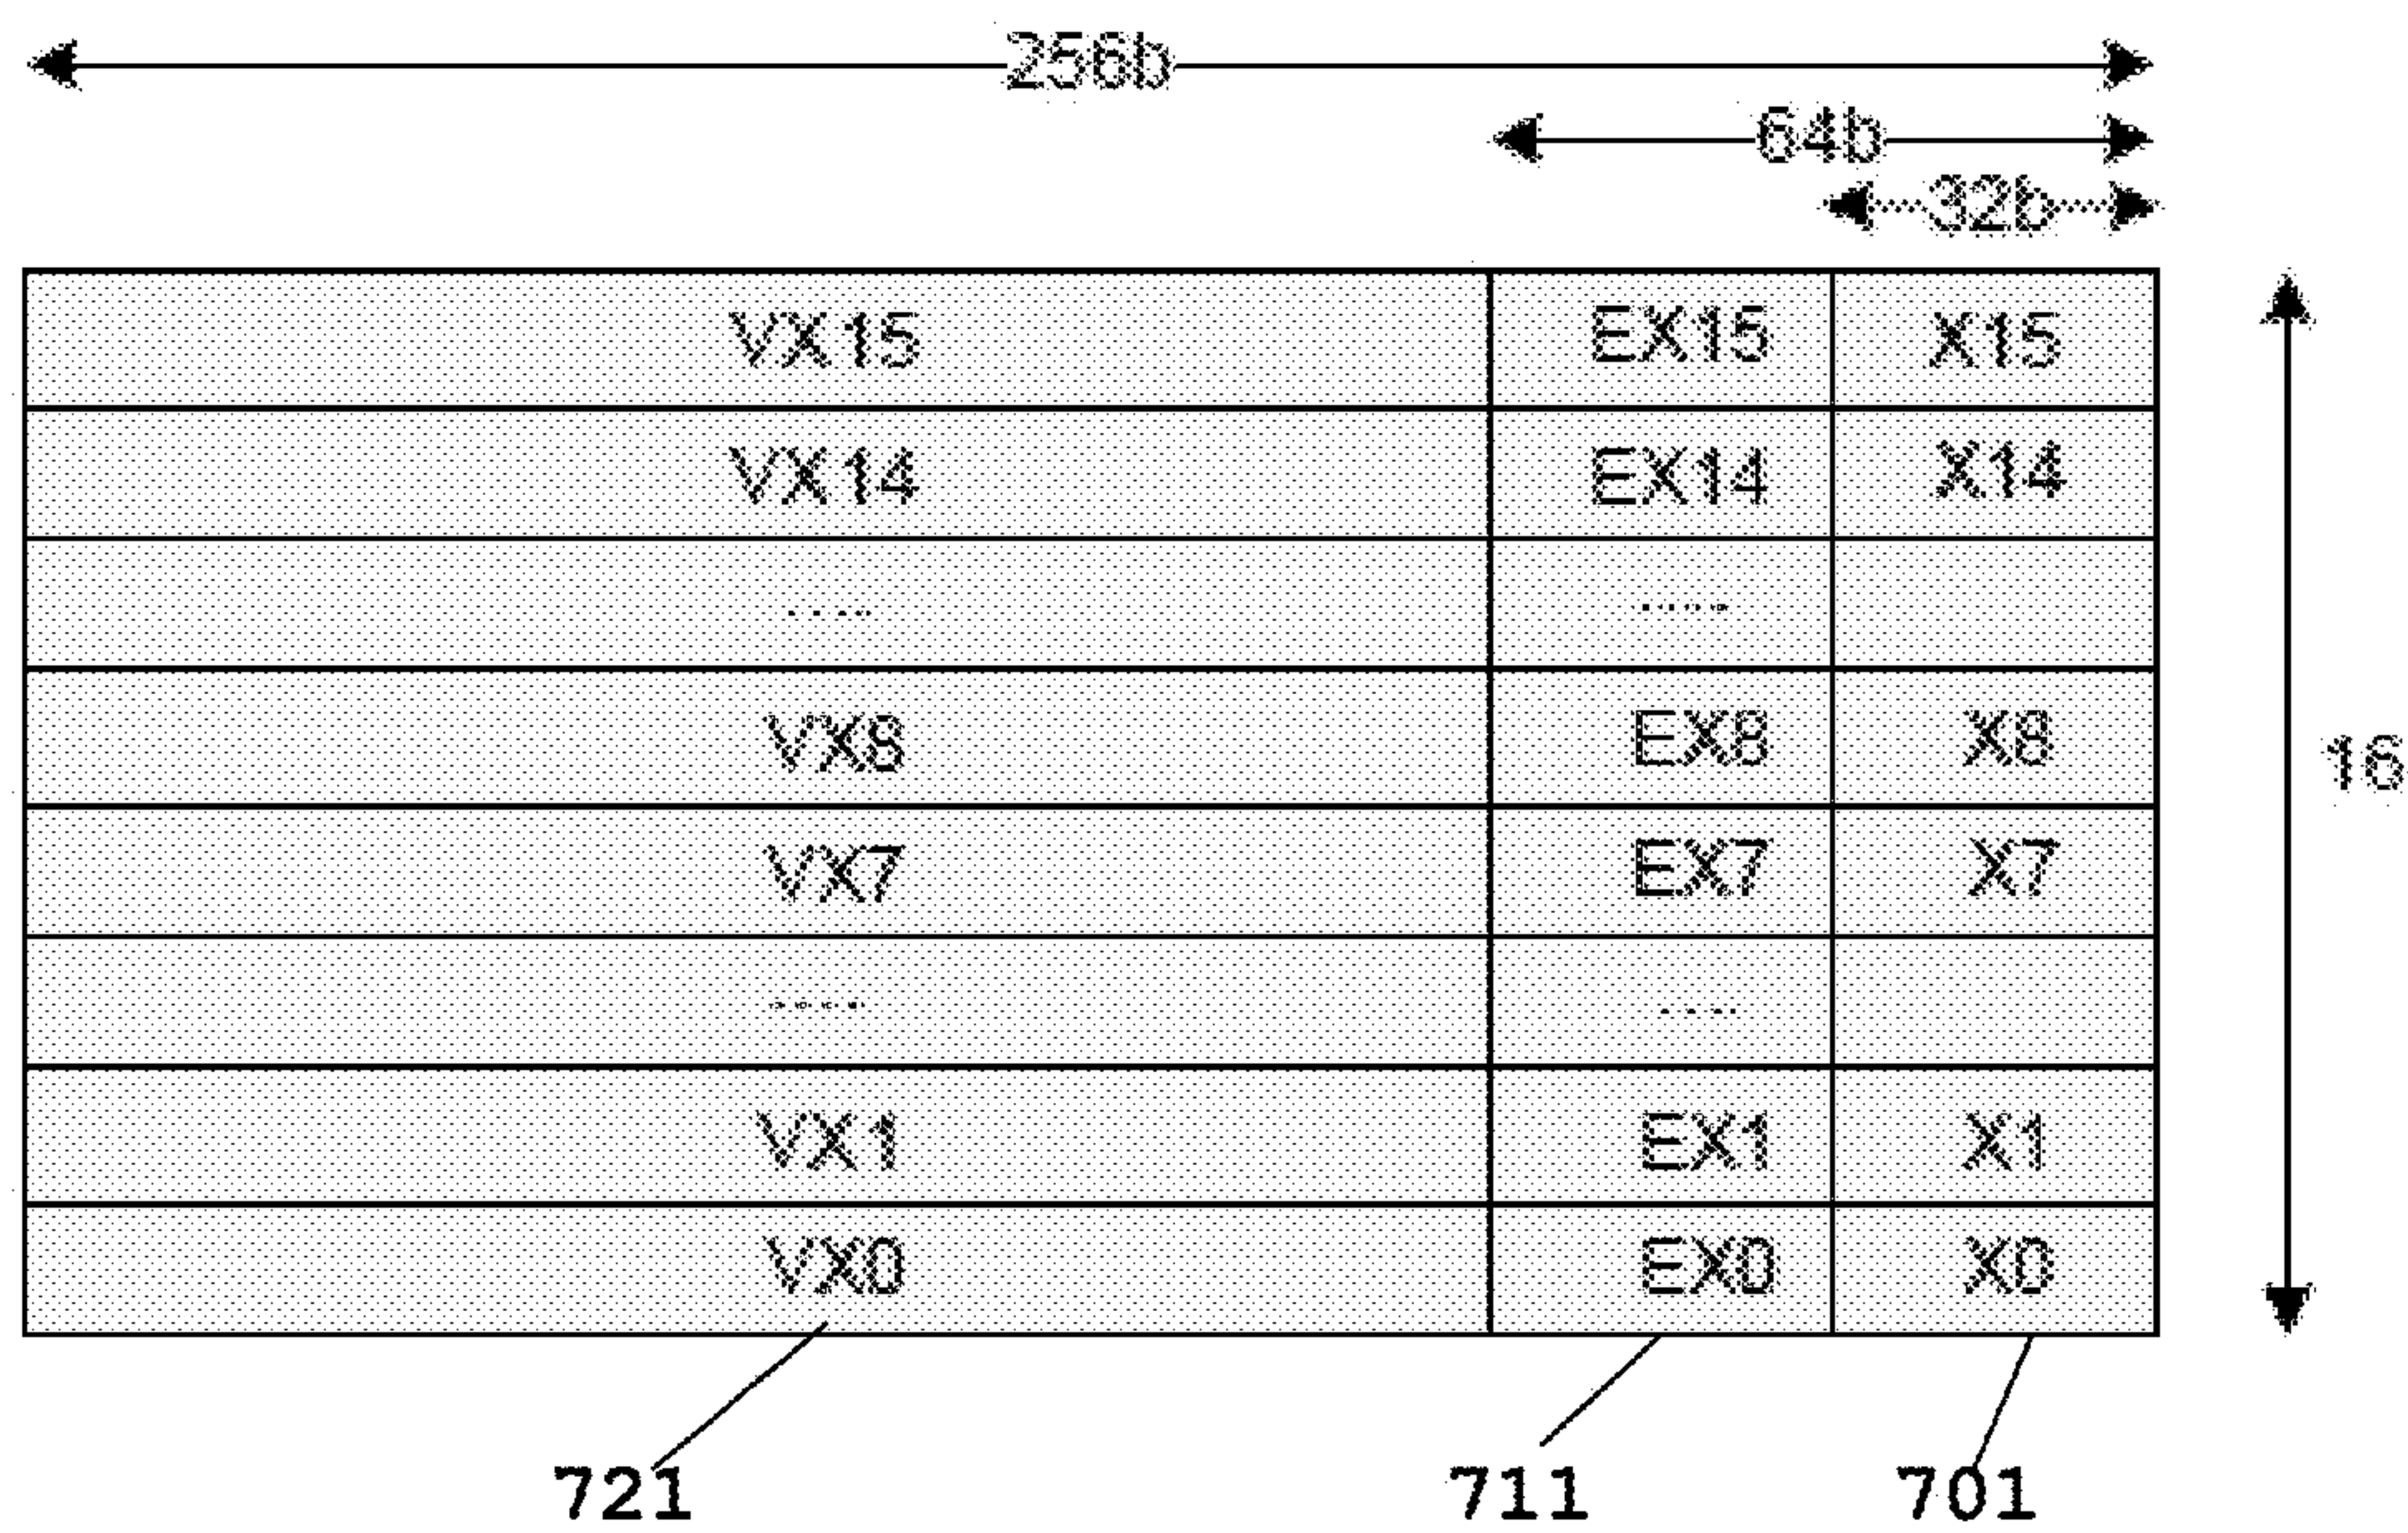 256b
64b
32b
VX15 EX15 X15
VX14 EX14 X14
..... .....
VX8 EX8 X8
VX7 EX7 X7
..... .....
VX1 EX1 X1
VX0 EX0 X0
16
721 711 701